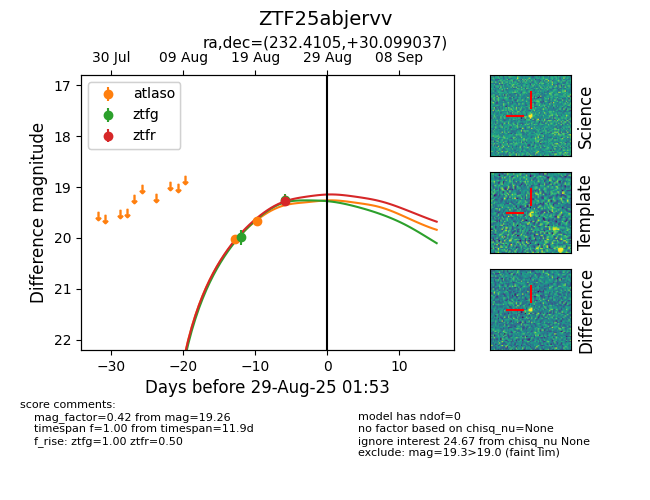 ZTF25abjervv
ra,dec=(232.4105,+30.099037)
30 Jul 09 Aug 19 Aug 29 Aug 08 Sep
17
18
19
20
21
22
Difference magnitude
atlaso
ztfg
ztfr
−30 −20 −10 0 10
Days before 29-Aug-25 01:53
Science
Template
Difference
score comments:
mag_factor=0.42 from mag=19.26
timespan f=1.00 from timespan=11.9d
f_rise: ztfg=1.00 ztfr=0.50
model has ndof=0
no factor based on chisq_nu=None
ignore interest 24.67 from chisq_nu None
exclude: mag=19.3>19.0 (faint lim)